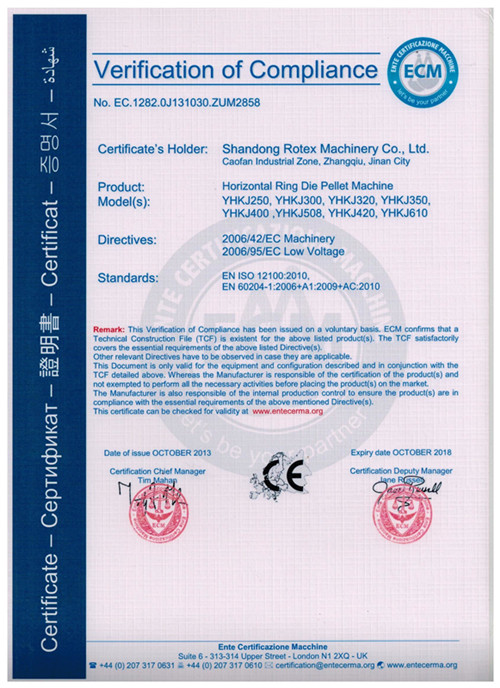 Verification of Compliance
ENTE CERTIFICAZIONE MACCHINE
ECM
let's be your partner
No. EC.1282.0J131030.ZUM2858
Certificate's Holder: Shandong Rotex Machinery Co., Ltd.
Caofan Industrial Zone, Zhangqiu, Jinan City
Product: Horizontal Ring Die Pellet Machine
Model(s): YHKJ250, YHKJ300, YHKJ320, YHKJ350,
YHKJ400 ,YHKJ508, YHKJ420, YHKJ610
Directives: 2006/42/EC Machinery
2006/95/EC Low Voltage
Standards: EN ISO 12100:2010,
EN 60204-1:2006+A1:2009+AC:2010
Remark: This Verification of Compliance has been issued on a voluntary basis. ECM confirms that a
Technical Construction File (TCF) is existent for the above listed product(s). The TCF satisfactorily
covers the essential requirements of the above listed Directive(s).
Other relevant Directives have to be observed in case they are applicable.
This Document is only valid for the equipment and configuration described and in conjunction with the
TCF detailed above. Whereas the Manufacturer is responsible of the certification of the product(s) and
not exempted to perform all the necessary activities before placing the product(s) on the market.
The Manufacturer is also responsible of the internal production control to ensure the product(s) are in
compliance with the essential requirements of the above mentioned Directive(s).
This certificate can be checked for validity at www.entecerma.org
Date of issue OCTOBER 2013
Expiry date OCTOBER 2018
Certification Chief Manager
Tim Mahan
Certification Deputy Manager
Jane Russell
CE
ECM
ECM
Ente Certificazione Macchine
Suite 6 - 313-314 Upper Street - London N1 2XQ - UK
+44 (0) 207 317 0631 +44 (0) 207 317 0610 certification@entecerma.org www.entecerma.org
Certificate – Сертификат – 證明書 – Certificat – 증명서 – شهادة